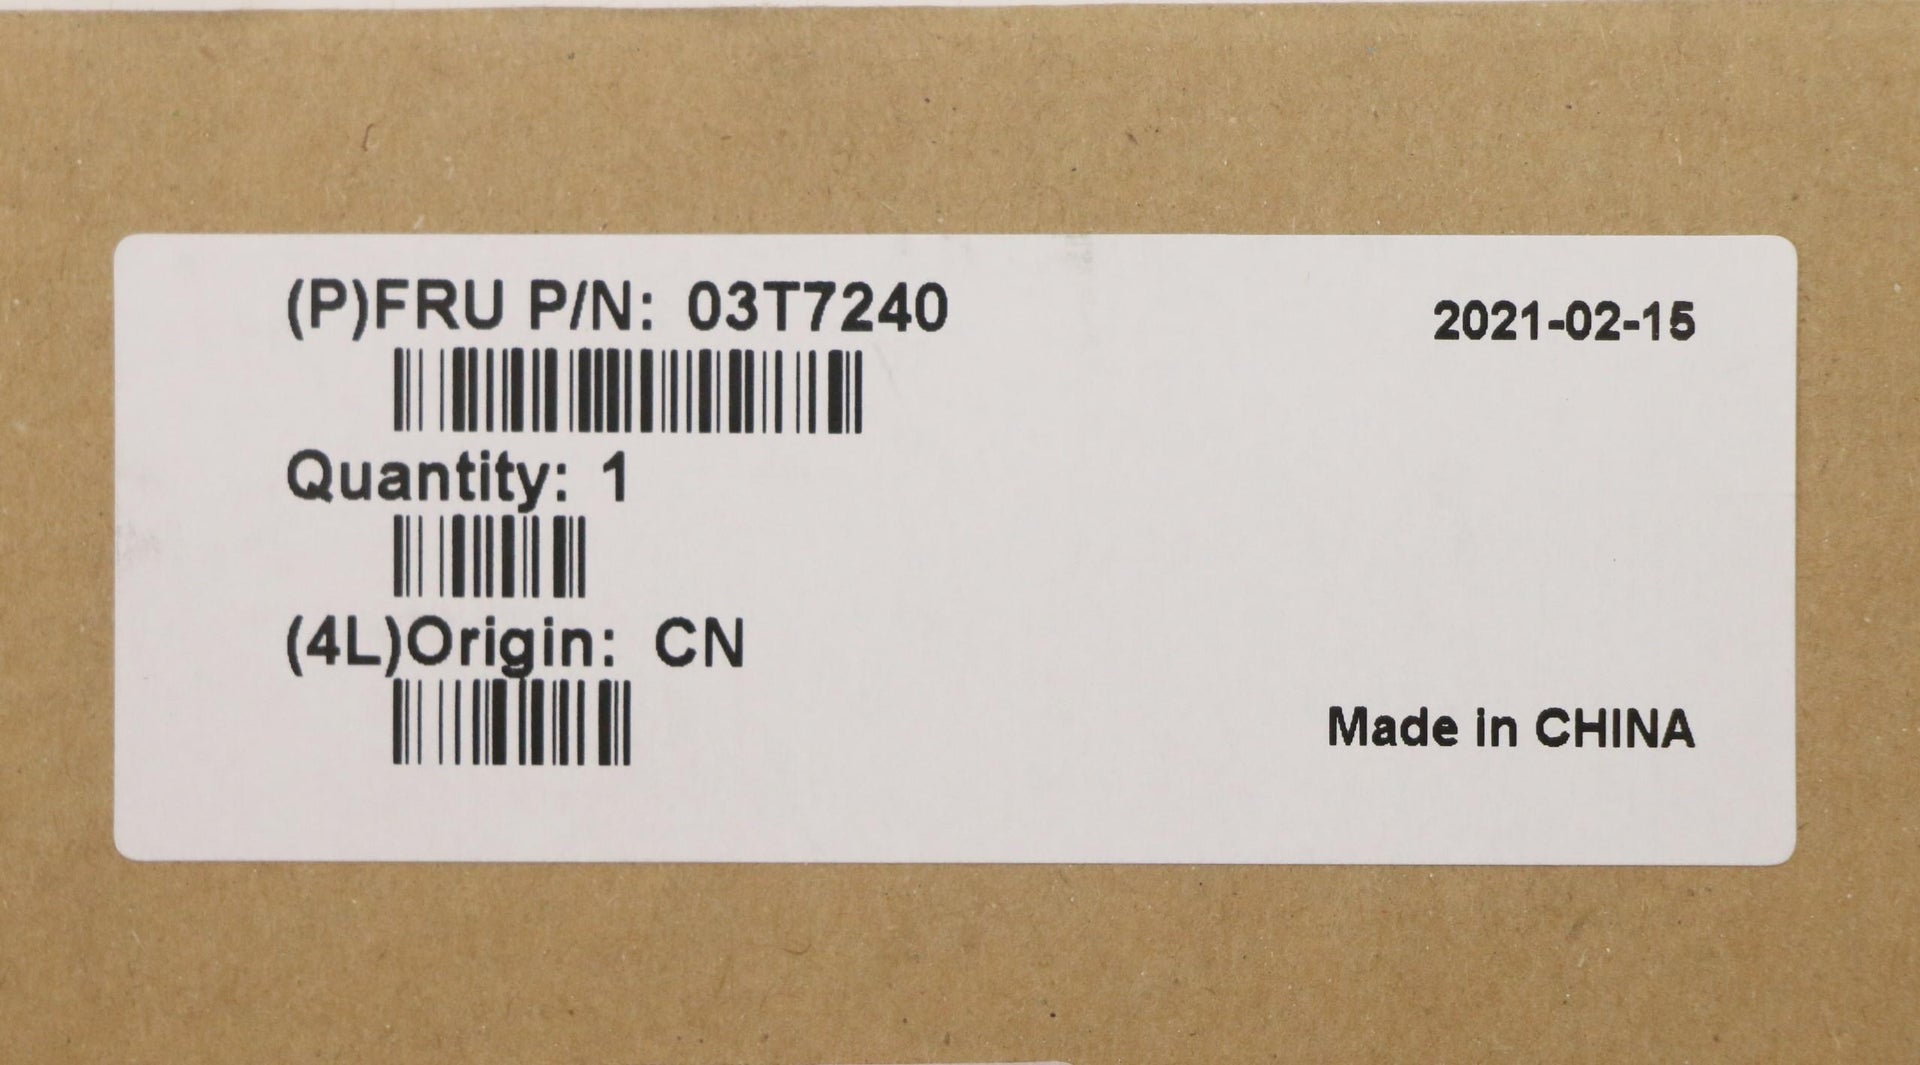 (P)FRU P/N: 03T7240
2021-02-15
Quantity: 1
(4L)Origin: CN
Made in CHINA